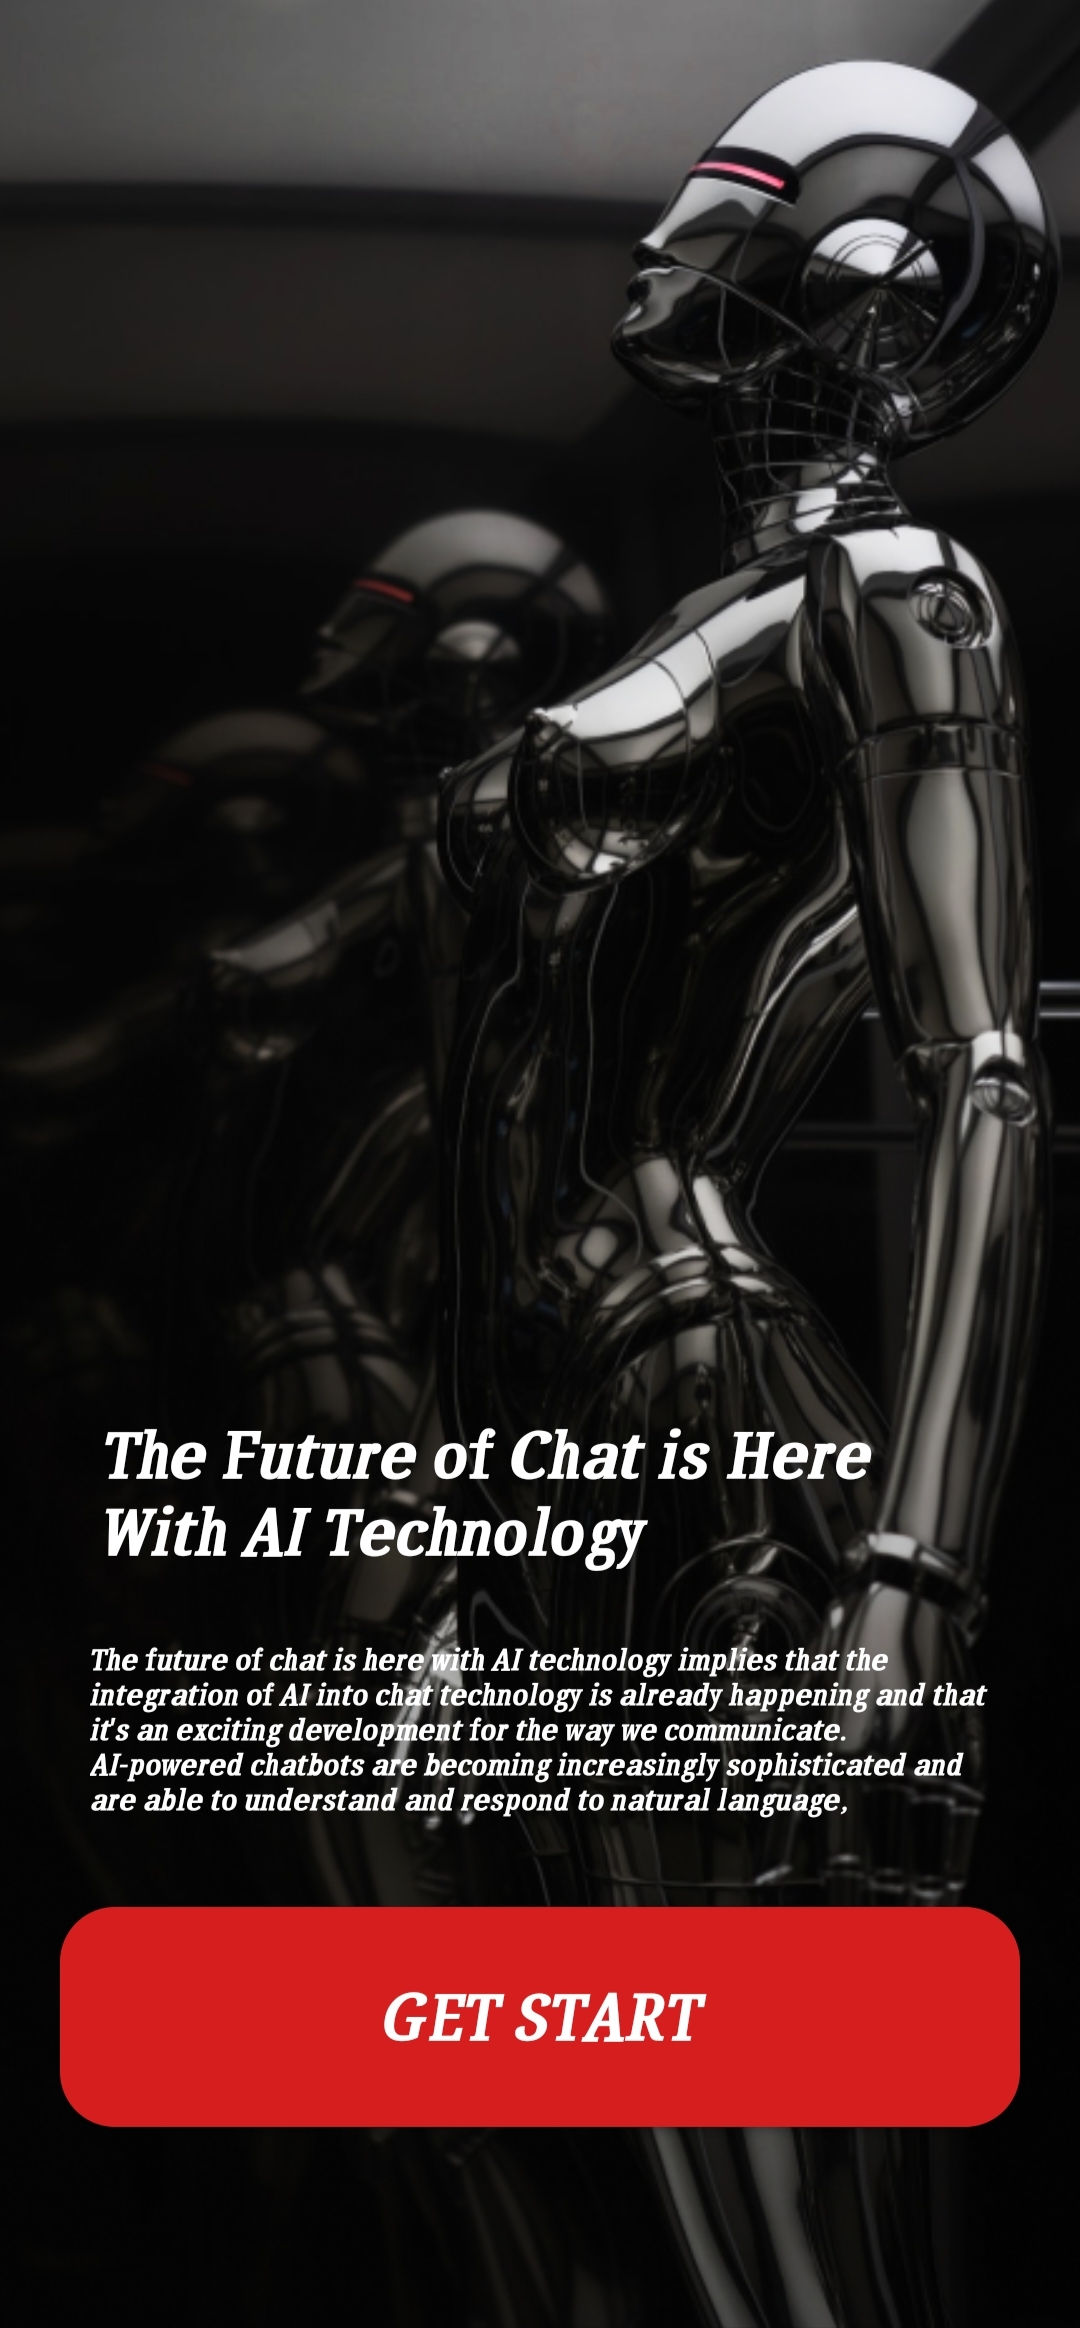 The Future of Chat is Here
With AI Technology
The future of chat is here with AI technology implies that the
integration of AI into chat technology is already happening and that
it's an exciting development for the way we communicate.
AI-powered chatbots are becoming increasingly sophisticated and
are able to understand and respond to natural language,
GET START